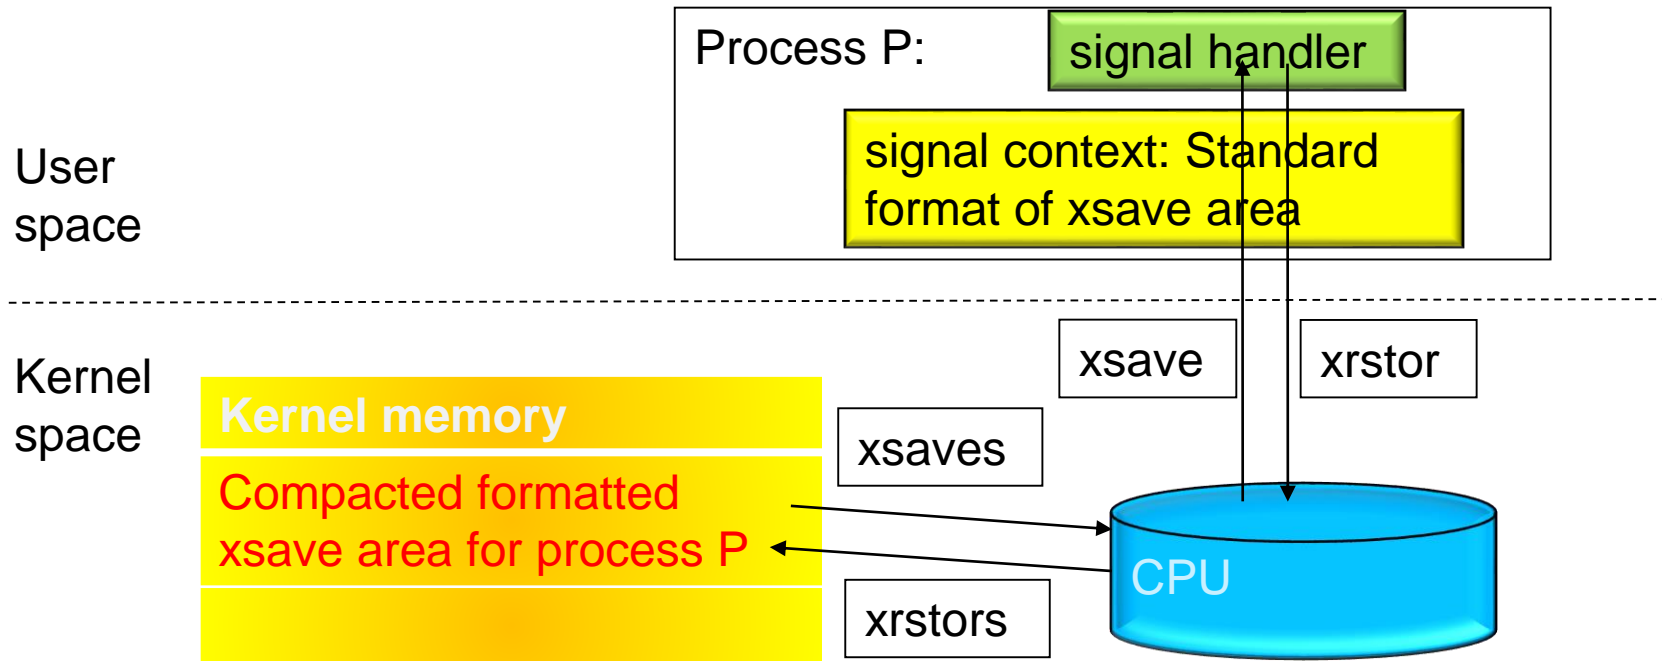 Process P:
signal handler
signal context: Standard
format of xsave area
User
space
xsave
xrstor
Kernel
space
Kernel memory
xsaves
Compacted formatted
xsave area for process P
CPU
xrstors